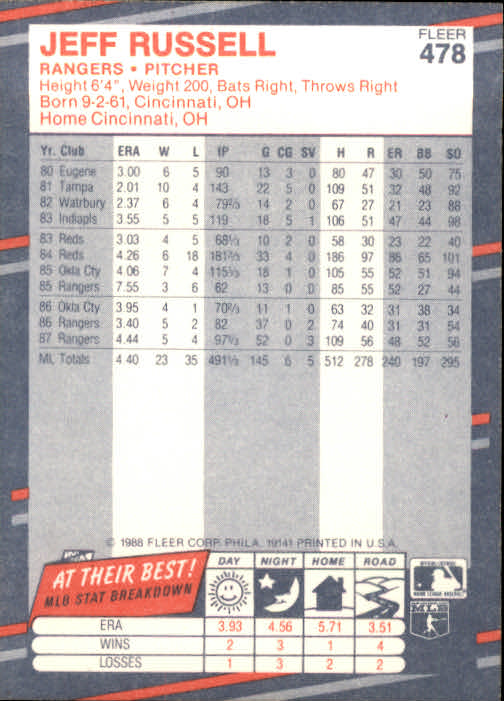 JEFF RUSSELL
RANGERS • PITCHER
FLEER
478
Height 6'4", Weight 200, Bats Right, Throws Right
Born 9-2-61, Cincinnati, OH
Home Cincinnati, OH
Yr. Club ERA W L IP G CG SV H R ER BB SO
80 Eugene 3.00 6 5 90 13 3 0 80 47 30 50 75
81 Tampa 2.01 10 4 143 22 5 0 109 51 32 48 92
82 Watrbury 2.37 6 4 79⅔ 14 2 0 67 27 21 23 88
83 Indiapls 3.55 5 5 119 18 5 1 106 51 47 44 98
83 Reds 3.03 4 5 68⅓ 10 2 0 58 30 23 22 40
84 Reds 4.26 6 18 181⅔ 33 4 0 186 97 86 65 101
85 Okla Cty 4.06 7 4 115⅓ 18 1 0 105 55 52 51 94
85 Rangers 7.55 3 6 62 13 0 0 85 55 52 27 44
86 Okla Cty 3.95 4 1 70⅔ 11 1 0 63 32 31 38 34
86 Rangers 3.40 5 2 82 37 0 2 74 40 31 31 54
87 Rangers 4.44 5 4 97⅓ 52 0 3 109 56 48 52 56
ML Totals 4.40 23 35 491⅓ 145 6 5 512 278 240 197 295
© 1988 FLEER CORP. PHILA. 19141 PRINTED IN U.S.A.
AT THEIR BEST!
MLB STAT BREAKDOWN
DAY NIGHT HOME ROAD
ERA 3.93 4.56 5.71 3.51
WINS 2 3 1 4
LOSSES 1 3 2 2
MAJOR LEAGUE BASEBALL
MLB